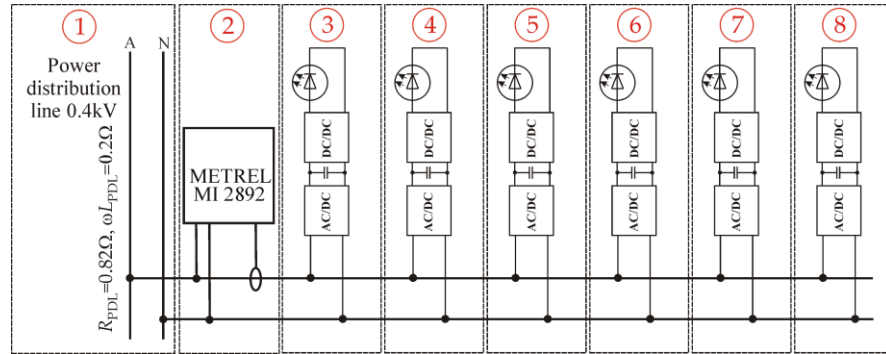 1
2
3
4
5
6
7
8
A
N
Power
distribution
line 0.4kV
R_PDL=0.82Ω, ωL_PDL=0.2Ω
METREL
MI 2892
DC/DC
AC/DC
DC/DC
AC/DC
DC/DC
AC/DC
DC/DC
AC/DC
DC/DC
AC/DC
DC/DC
AC/DC